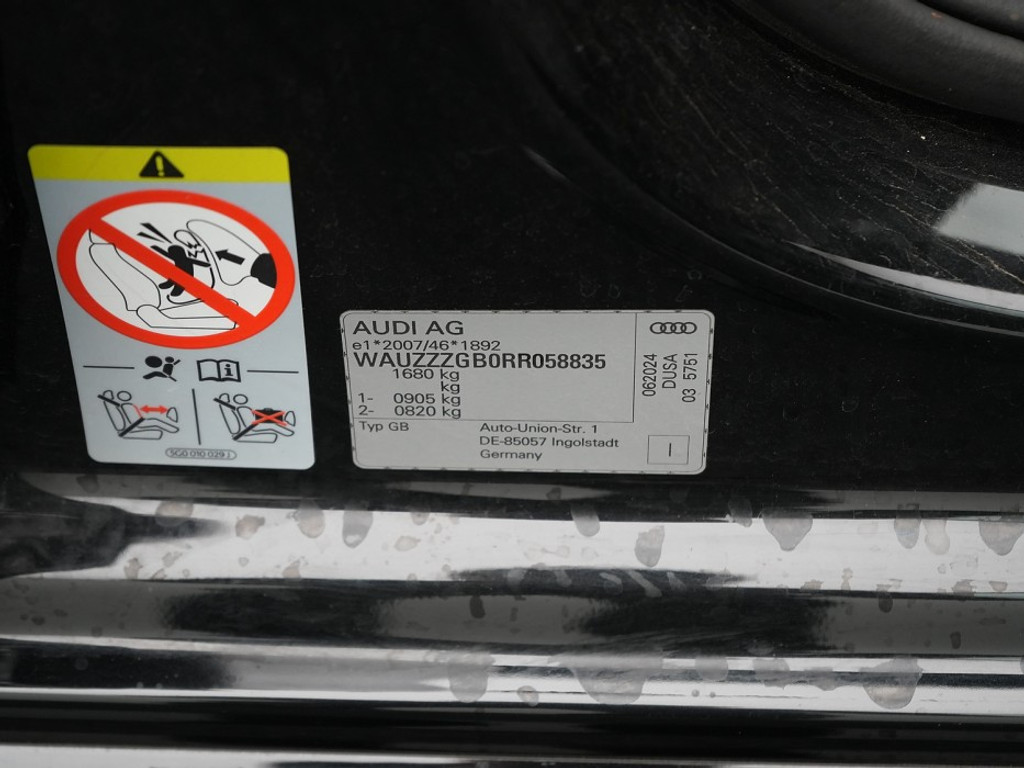 AUDI AG
e1*2007/46*1892
WAUZZZGB0RR058835
1680 kg
kg
1- 0905 kg
2- 0820 kg
Typ GB
Auto-Union-Str. 1
DE-85057 Ingolstadt
Germany
I
062024
DUSA
03 5751
5G0 010 029 J